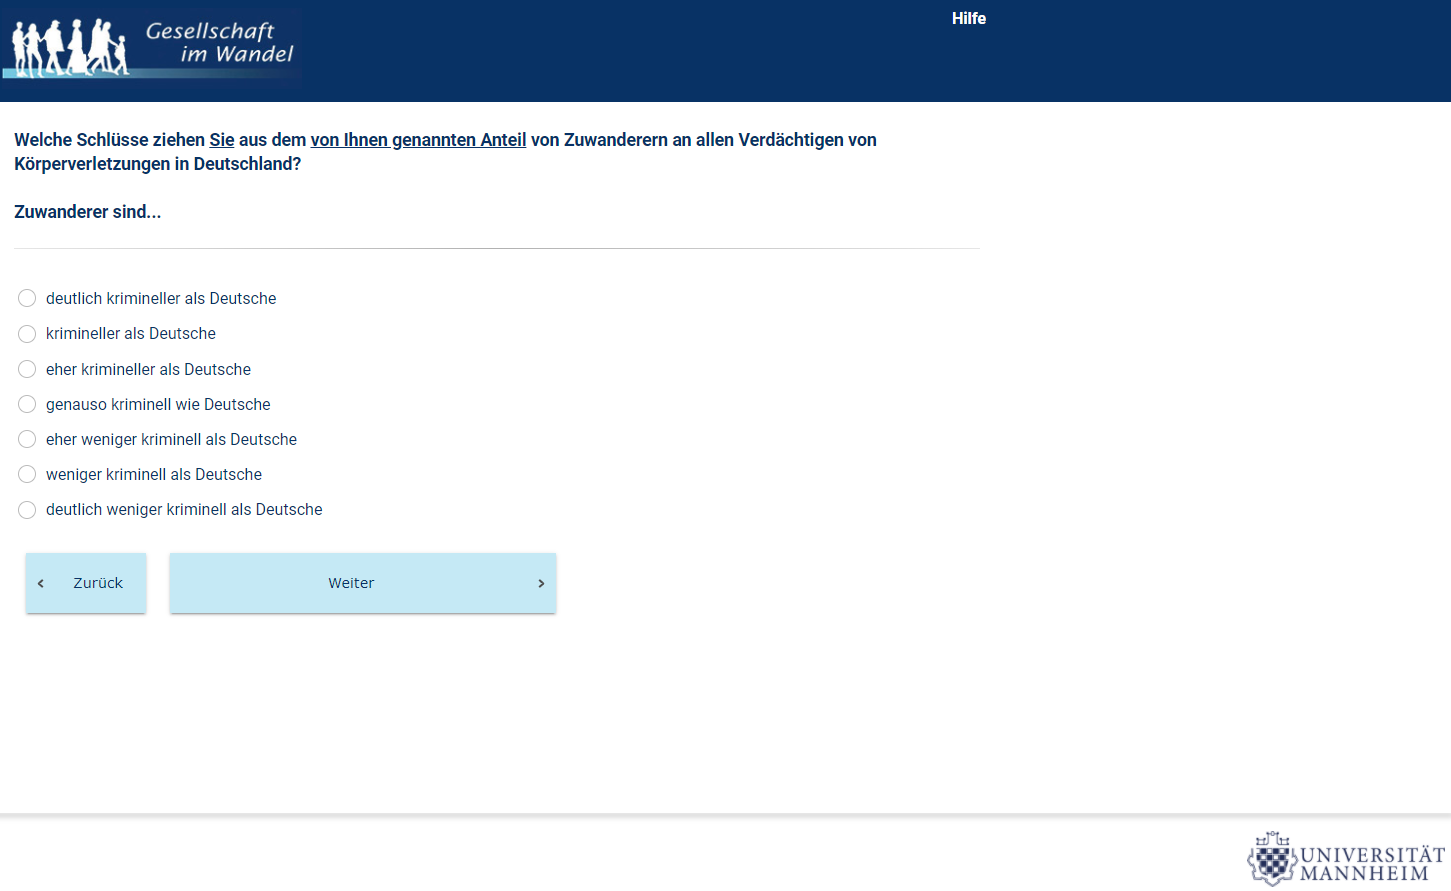 Gesellschaft
im Wandel
Hilfe
Welche Schlüsse ziehen Sie aus dem von Ihnen genannten Anteil von Zuwanderern an allen Verdächtigen von
Körperverletzungen in Deutschland?
Zuwanderer sind...
deutlich krimineller als Deutsche
krimineller als Deutsche
eher krimineller als Deutsche
genauso kriminell wie Deutsche
eher weniger kriminell als Deutsche
weniger kriminell als Deutsche
deutlich weniger kriminell als Deutsche
Zurück
Weiter
UNIVERSITÄT
MANNHEIM